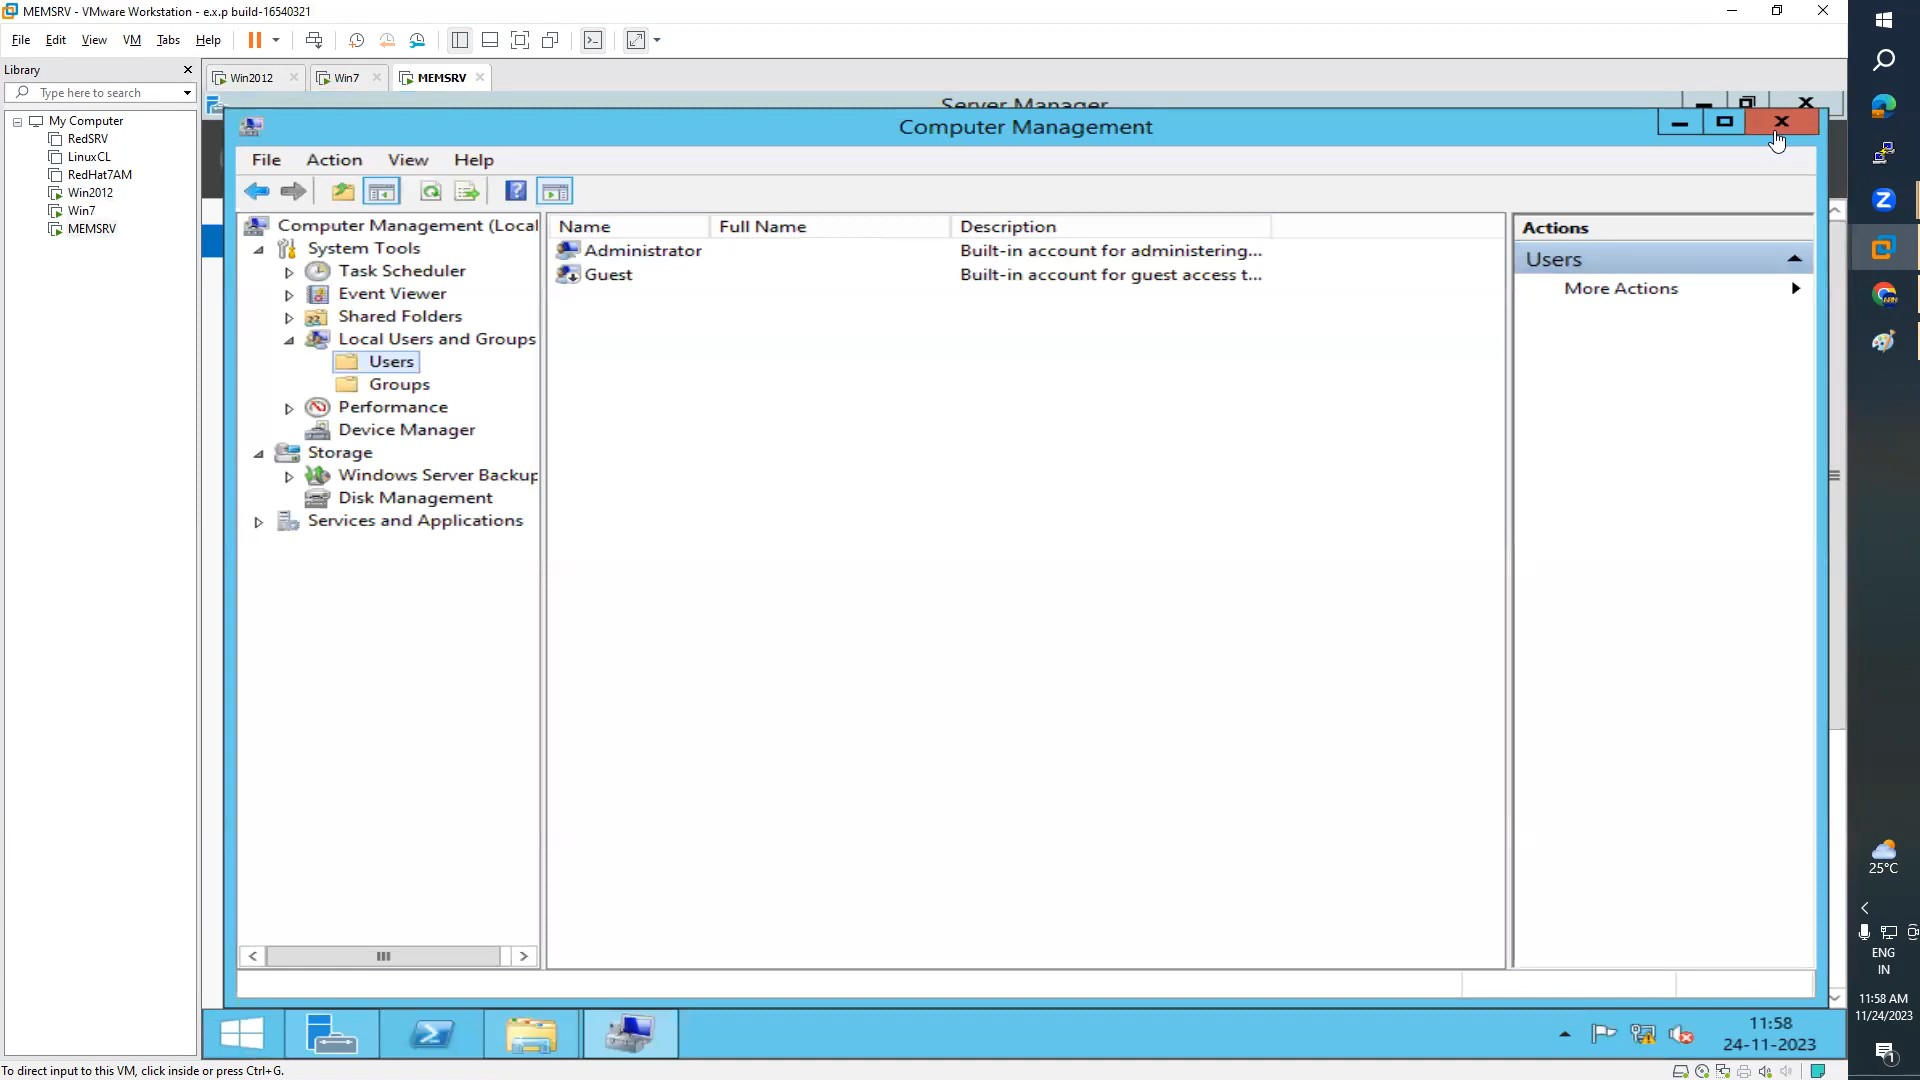 MEMSRV - VMware Workstation - e.x.p build-16540321
File Edit View VM Tabs Help
Library
Type here to search
My Computer
RedSRV
LinuxCL
RedHat7AM
Win2012
Win7
MEMSRV
Win2012 Win7 MEMSRV
Server Manager
Computer Management
File Action View Help
Computer Management (Local
System Tools
Task Scheduler
Event Viewer
Shared Folders
Local Users and Groups
Users
Groups
Performance
Device Manager
Storage
Windows Server Backup
Disk Management
Services and Applications
Name Full Name Description
Administrator Built-in account for administering...
Guest Built-in account for guest access t...
Actions
Users
More Actions
11:58
24-11-2023
25°C
ENG
IN
11:58 AM
11/24/2023
1
To direct input to this VM, click inside or press Ctrl+G.